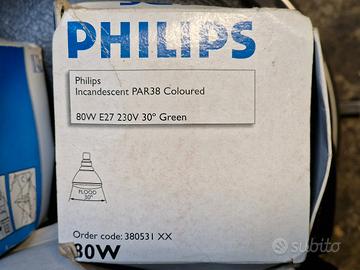 PHILIPS
Philips
Incandescent PAR38 Coloured
80W E27 230V 30° Green
FLOOD
30°
Order code: 380531 XX
80W
subito